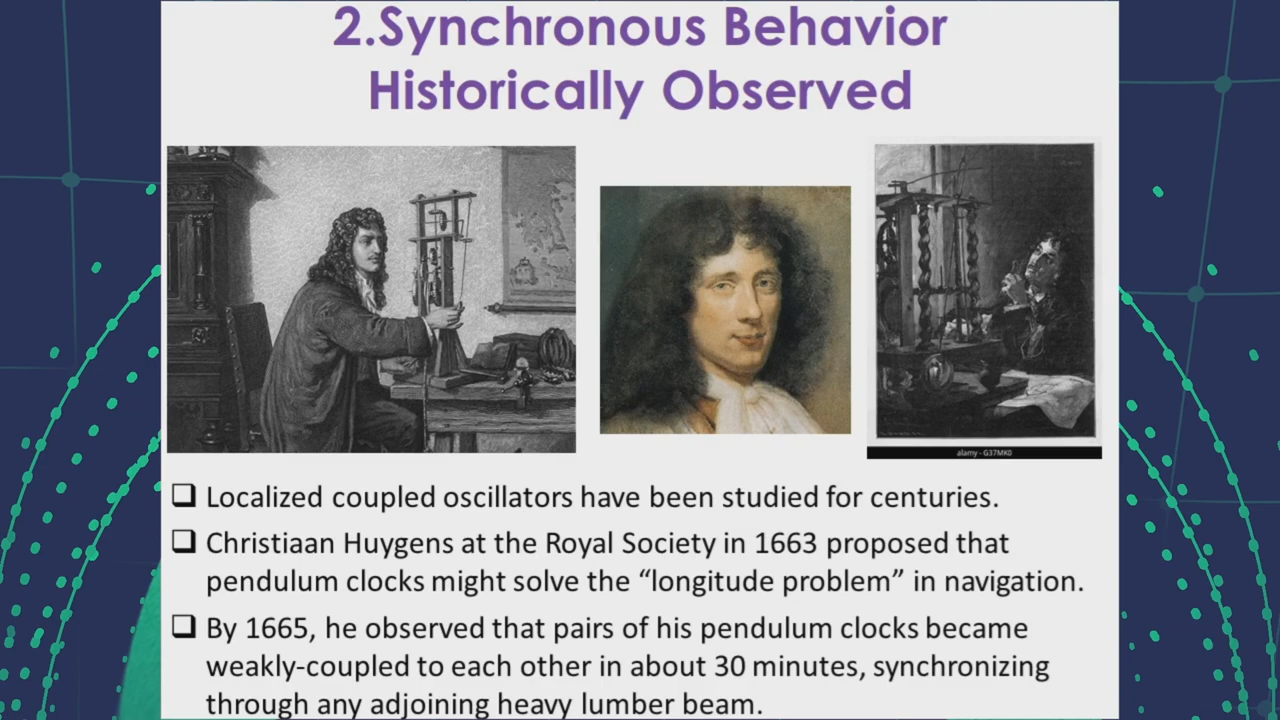 2.Synchronous Behavior
Historically Observed
alamy - G37MK0
❑ Localized coupled oscillators have been studied for centuries.
❑ Christiaan Huygens at the Royal Society in 1663 proposed that
pendulum clocks might solve the “longitude problem” in navigation.
❑ By 1665, he observed that pairs of his pendulum clocks became
weakly-coupled to each other in about 30 minutes, synchronizing
through any adjoining heavy lumber beam.